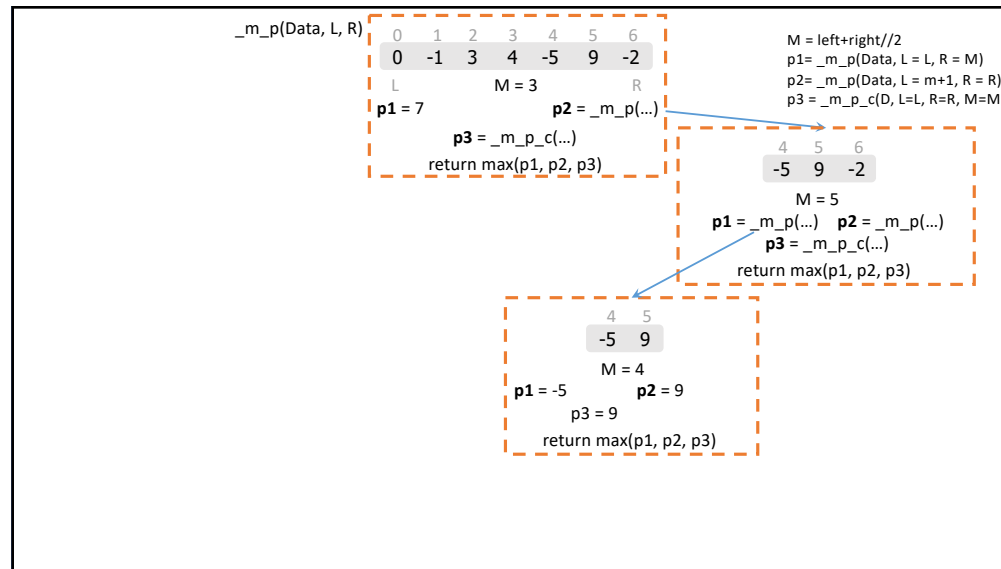 _m_p(Data, L, R)
0 1 2 3 4 5 6
0 -1 3 4 -5 9 -2
L M = 3 R
p1 = 7 p2 = _m_p(...)
p3 = _m_p_c(...)
return max(p1, p2, p3)
M = left+right//2
p1= _m_p(Data, L = L, R = M)
p2= _m_p(Data, L = m+1, R = R)
p3 = _m_p_c(D, L=L, R=R, M=M
4 5 6
-5 9 -2
M = 5
p1 = _m_p(...) p2 = _m_p(...)
p3 = _m_p_c(...)
return max(p1, p2, p3)
4 5
-5 9
M = 4
p1 = -5 p2 = 9
p3 = 9
return max(p1, p2, p3)